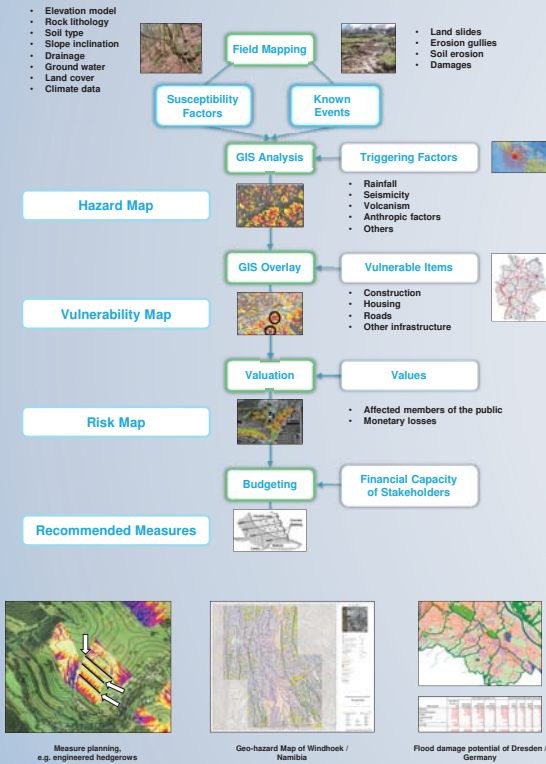 • Elevation model
• Rock lithology
• Soil type
• Slope inclination
• Drainage
• Ground water
• Land cover
• Climate data
Field Mapping
• Land slides
• Erosion gullies
• Soil erosion
• Damages
Susceptibility
Factors
Known
Events
GIS Analysis
Triggering Factors
Hazard Map
• Rainfall
• Seismicity
• Volcanism
• Anthropic factors
• Others
GIS Overlay
Vulnerable Items
Vulnerability Map
• Construction
• Housing
• Roads
• Other infrastructure
Valuation
Values
Risk Map
• Affected members of the public
• Monetary losses
Budgeting
Financial Capacity
of Stakeholders
Recommended Measures
Measure planning,
e.g. engineered hedgerows
Geo-hazard Map of Windhoek /
Namibia
Flood damage potential of Dresden /
Germany